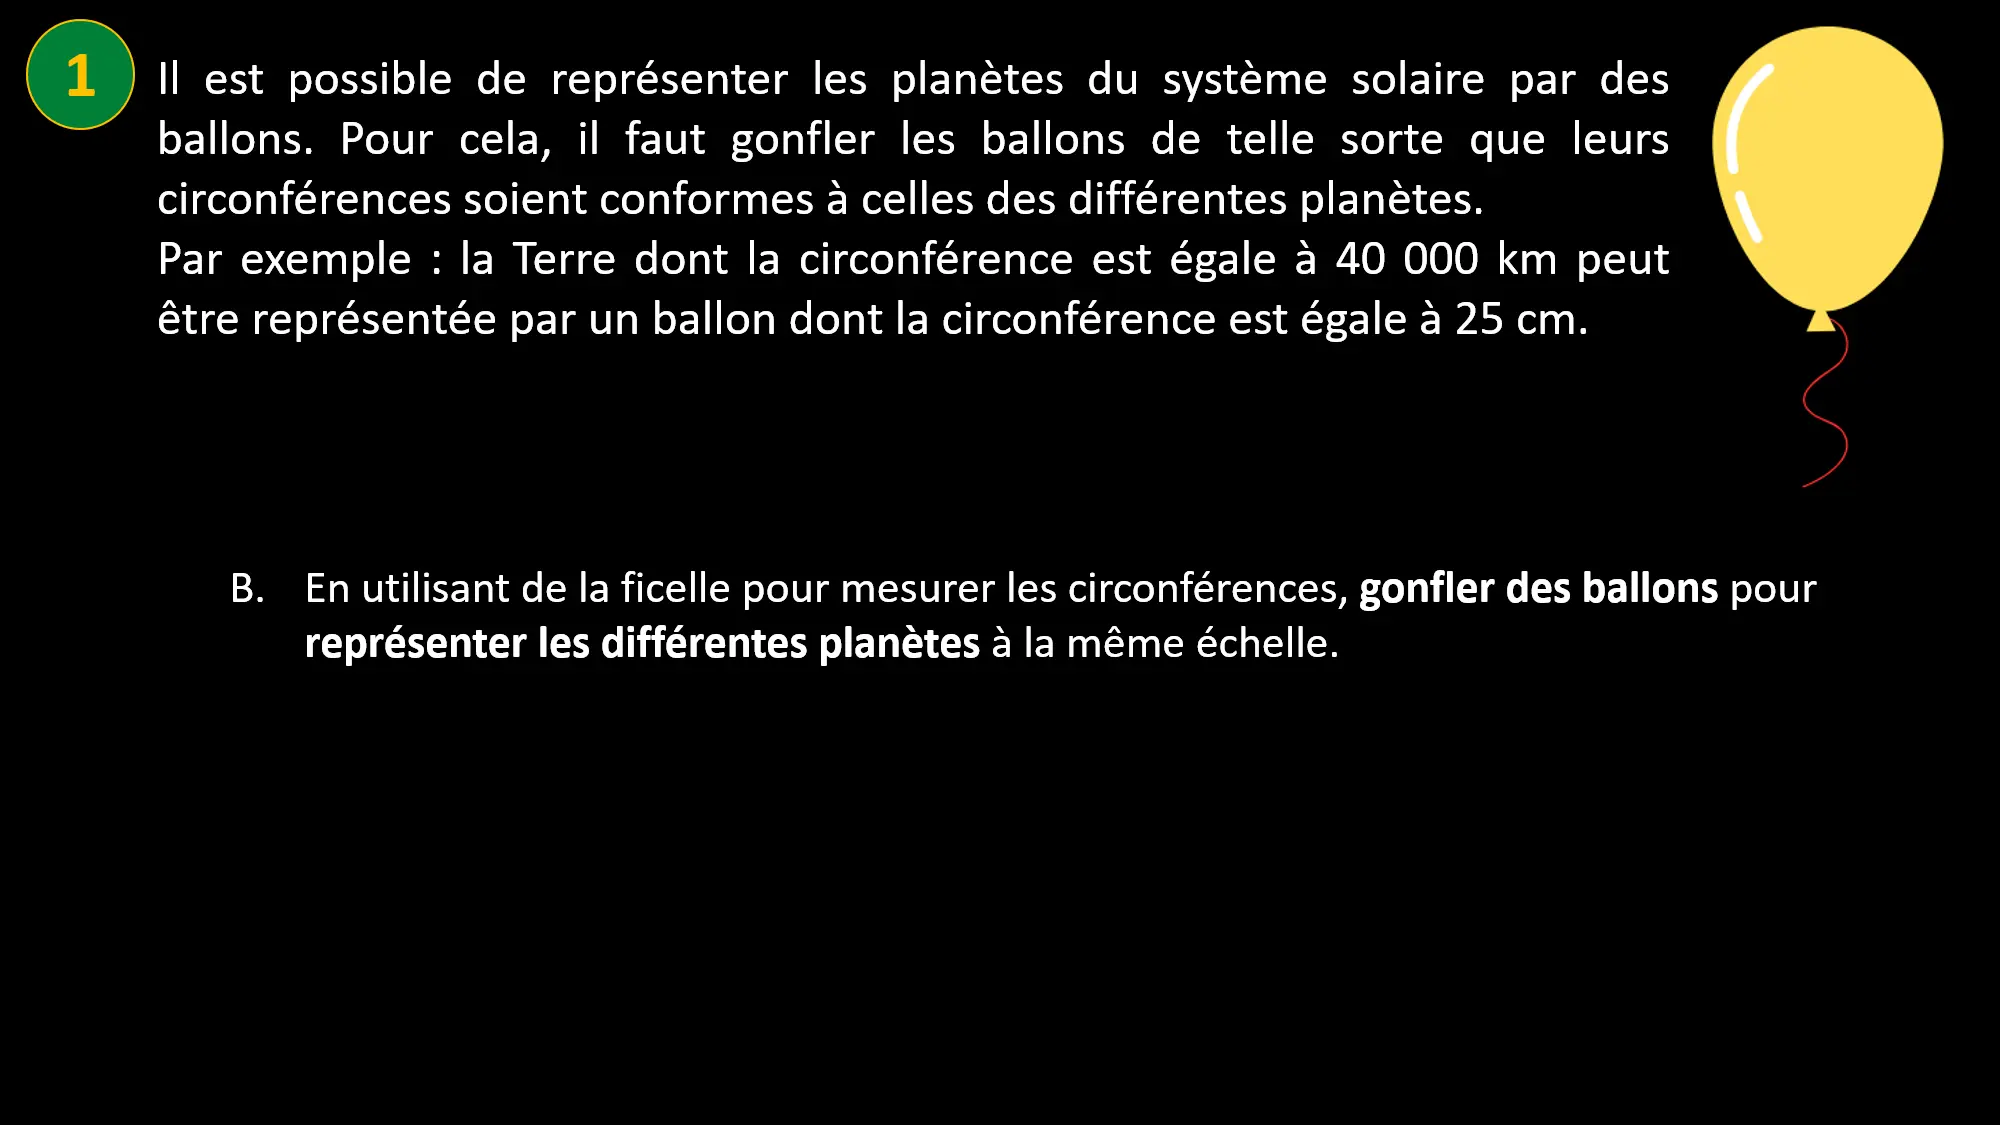 1
Il est possible de représenter les planètes du système solaire par des
ballons. Pour cela, il faut gonfler les ballons de telle sorte que leurs
circonférences soient conformes à celles des différentes planètes.
Par exemple : la Terre dont la circonférence est égale à 40 000 km peut
être représentée par un ballon dont la circonférence est égale à 25 cm.
B. En utilisant de la ficelle pour mesurer les circonférences, gonfler des ballons pour
représenter les différentes planètes à la même échelle.